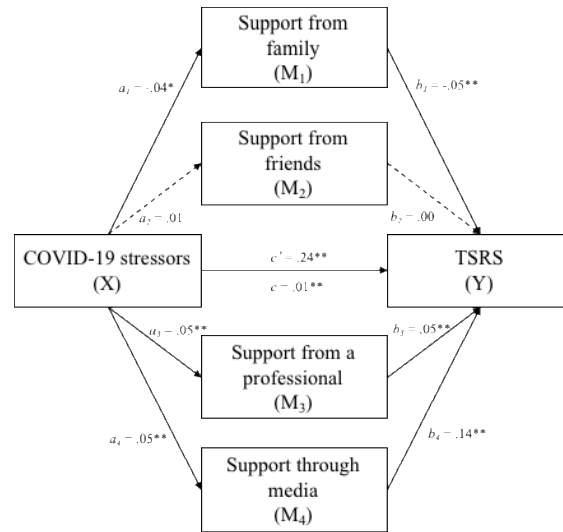 Support from
family
(M₁)
a₁ = -.04*
b₁ = -.05**
Support from
friends
(M₂)
a₂ = .01
b₂ = .00
COVID-19 stressors
(X)
c' = .24**
c = .01**
TSRS
(Y)
a₃ = .05**
b₃ = .05**
Support from a
professional
(M₃)
a₄ = .05**
b₄ = .14**
Support through
media
(M₄)